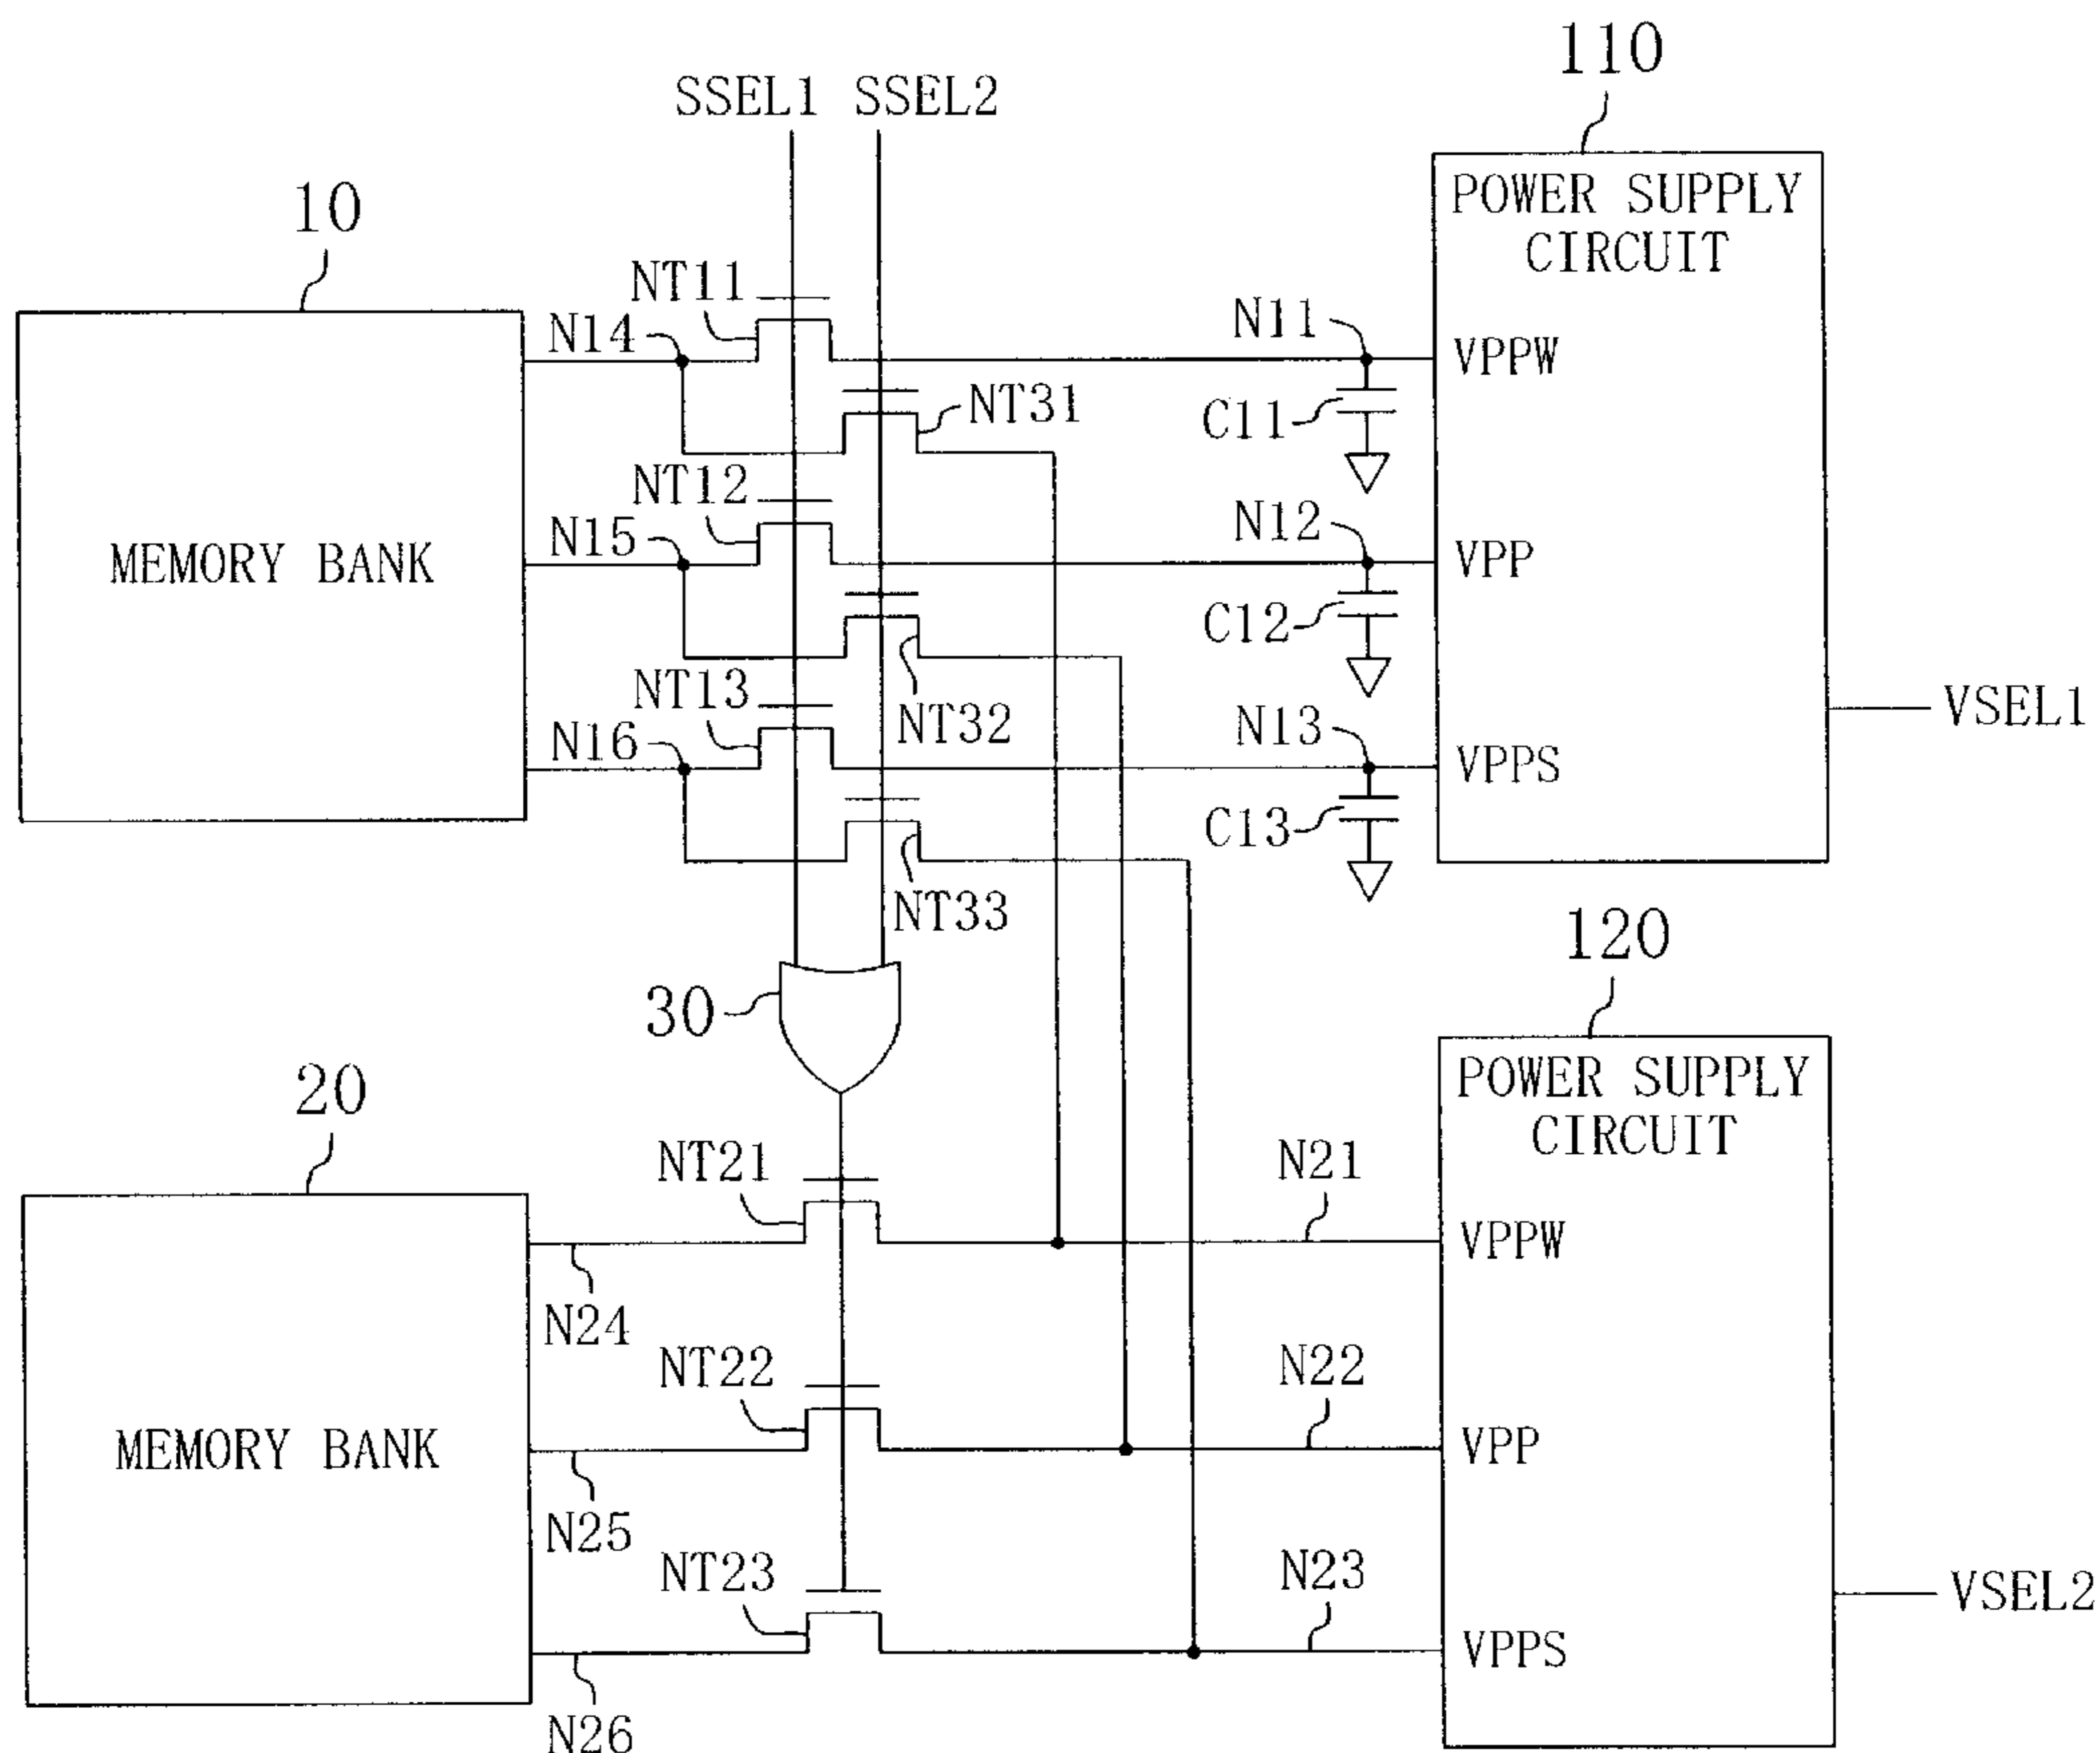 110
SSEL1 SSEL2
10
POWER SUPPLY
CIRCUIT
NT11
N14
N11
VPPW
NT31
C11
NT12
N15
N12
MEMORY BANK
VPP
C12
NT13
NT32
N16
N13
VSEL1
VPPS
C13
NT33
120
30
20
POWER SUPPLY
CIRCUIT
NT21
N21
VPPW
N24
NT22
N22
MEMORY BANK
VPP
N25
NT23
N23
VSEL2
VPPS
N26